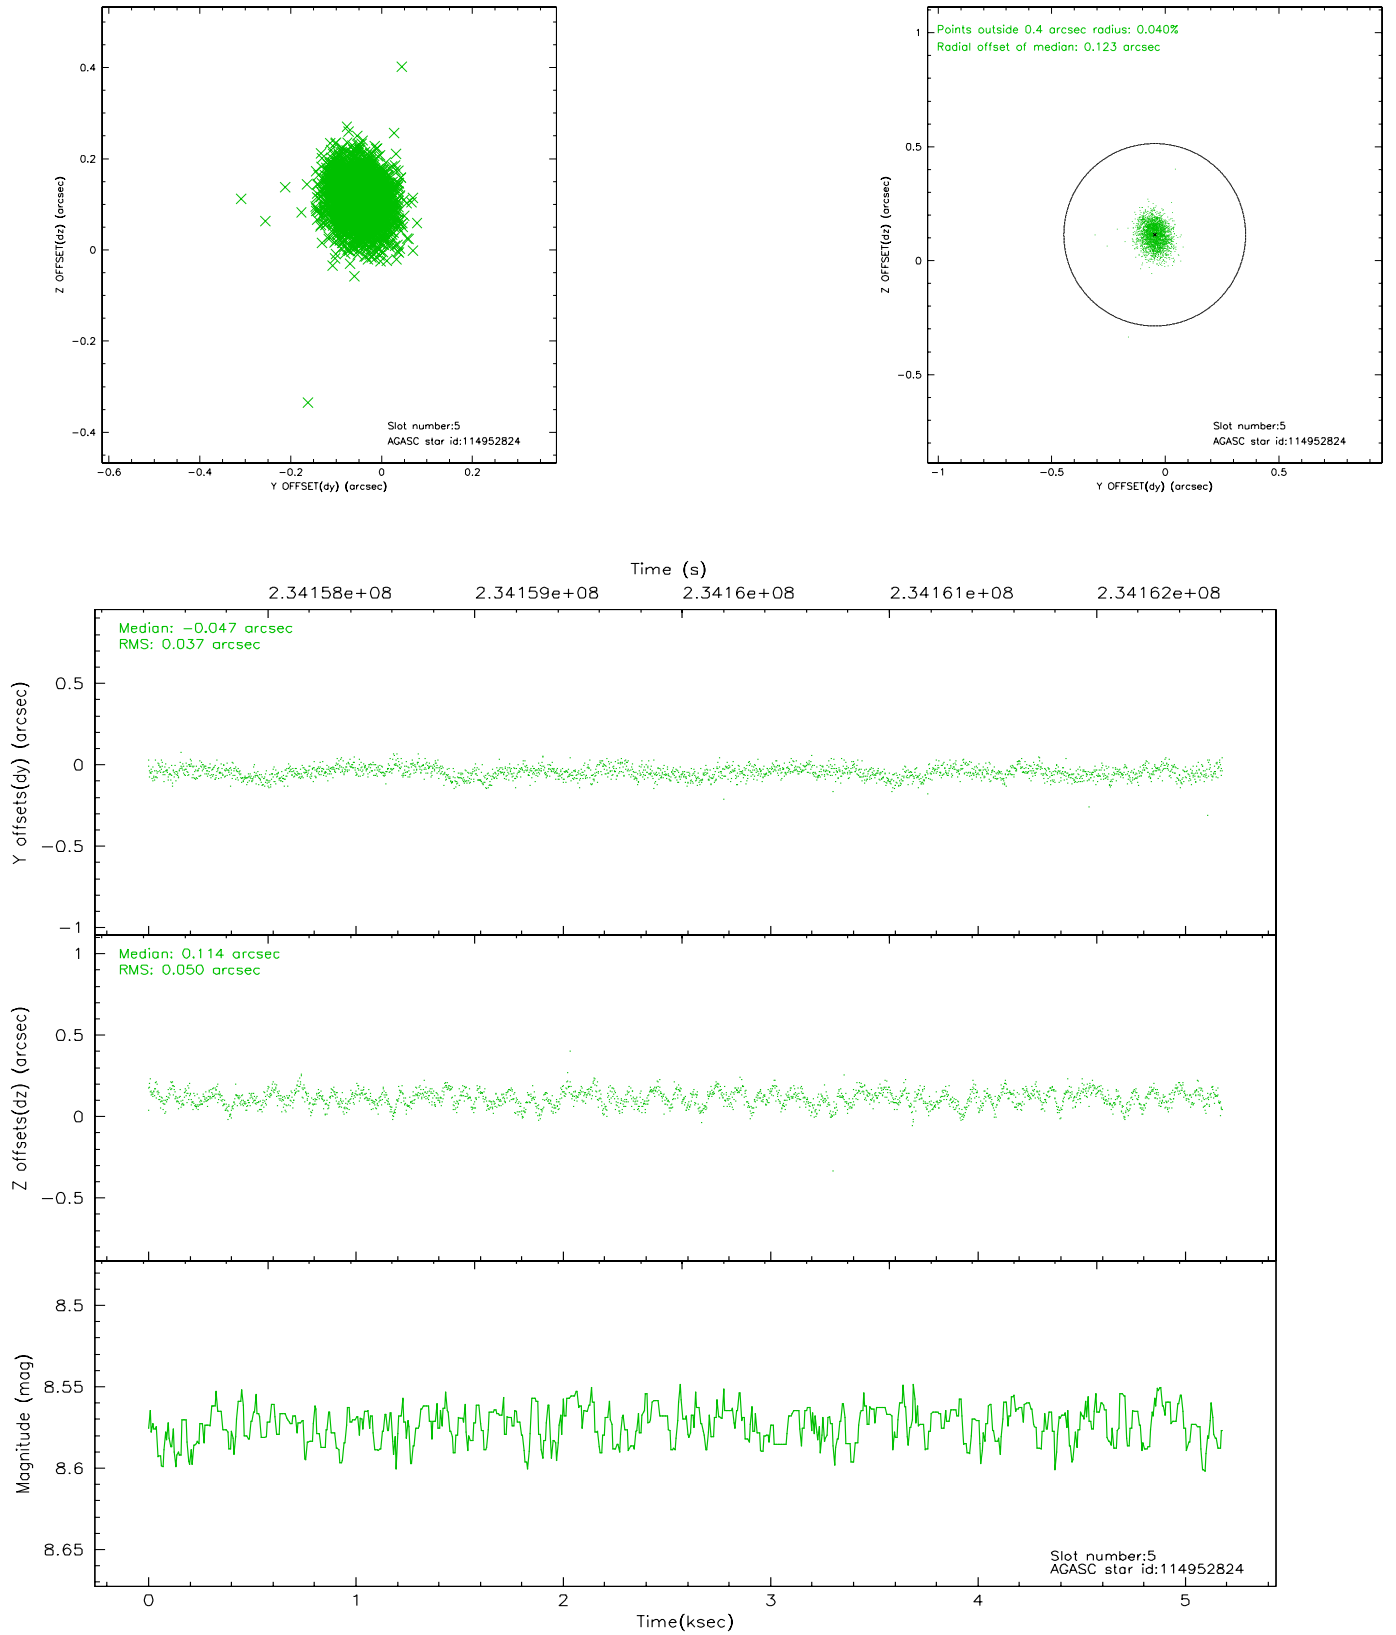 0.4
0.2
0
−0.2
−0.4
Z OFFSET(dz) (arcsec)
Slot number:5
AGASC star id:114952824
−0.6 −0.4 −0.2 0 0.2
Y OFFSET(dy) (arcsec)
Points outside 0.4 arcsec radius: 0.040%
Radial offset of median: 0.123 arcsec
1
0.5
0
−0.5
Z OFFSET(dz) (arcsec)
Slot number:5
AGASC star id:114952824
−1 −0.5 0 0.5
Y OFFSET(dy) (arcsec)
Time (s)
2.34158e+08 2.34159e+08 2.3416e+08 2.34161e+08 2.34162e+08
Median: −0.047 arcsec
RMS: 0.037 arcsec
0.5
0
−0.5
−1
Y offsets(dy) (arcsec)
Median: 0.114 arcsec
RMS: 0.050 arcsec
1
0.5
0
−0.5
Z offsets(dz) (arcsec)
8.5
8.55
8.6
8.65
Magnitude (mag)
Slot number:5
AGASC star id:114952824
0 1 2 3 4 5
Time(ksec)